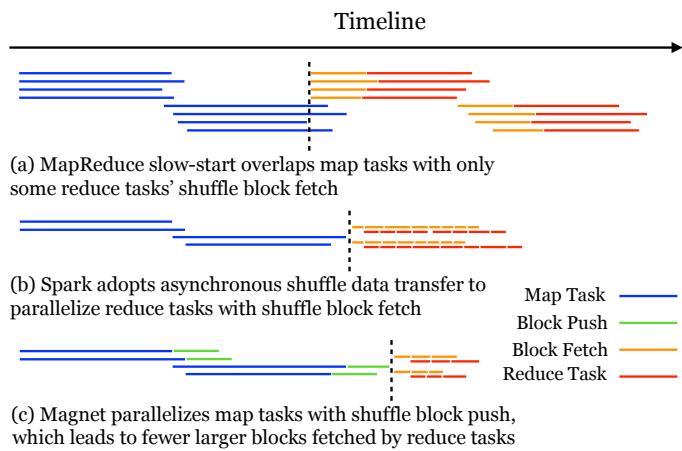 Timeline
(a) MapReduce slow-start overlaps map tasks with only
some reduce tasks' shuffle block fetch
(b) Spark adopts asynchronous shuffle data transfer to
parallelize reduce tasks with shuffle block fetch
Map Task
Block Push
Block Fetch
Reduce Task
(c) Magnet parallelizes map tasks with shuffle block push,
which leads to fewer larger blocks fetched by reduce tasks